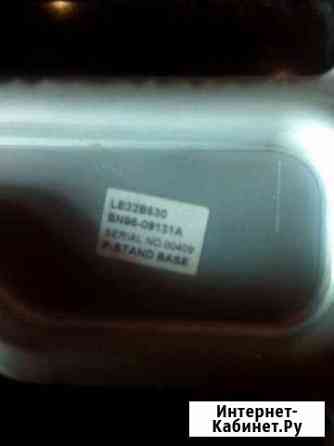 LE32B530
BN96-09131A
SERIAL NO.00409
P-STAND BASE
Интернет-
Кабинет.Ру